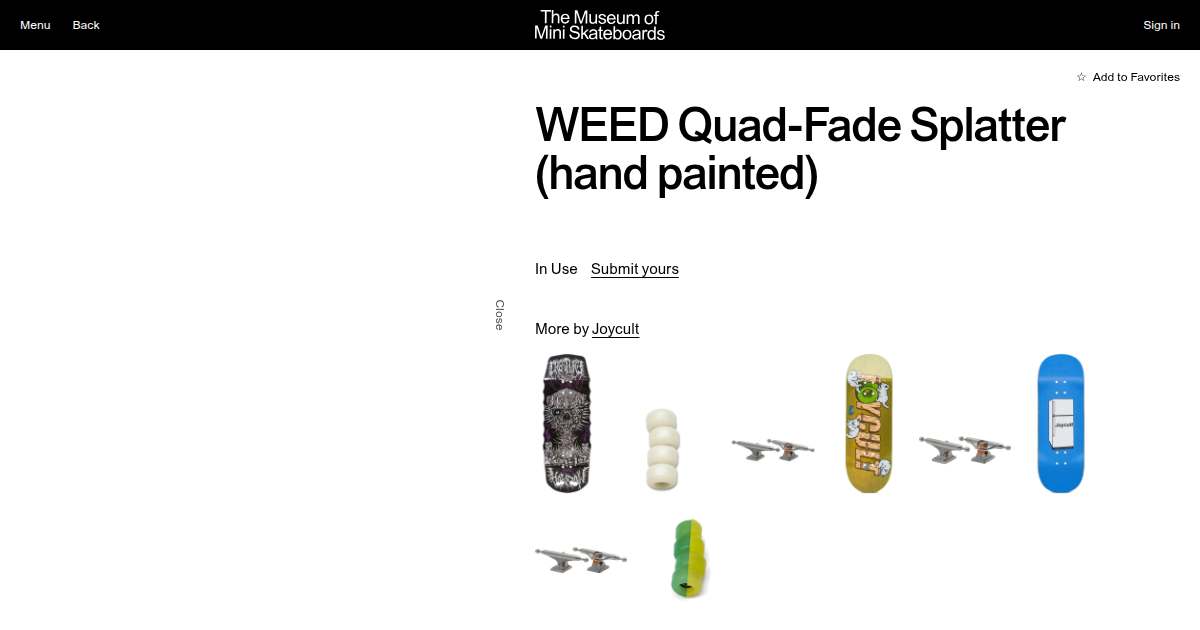 Menu
Back
The Museum of
Mini Skateboards
Sign in
☆ Add to Favorites
WEED Quad-Fade Splatter
(hand painted)
In Use Submit yours
Close
More by Joycult